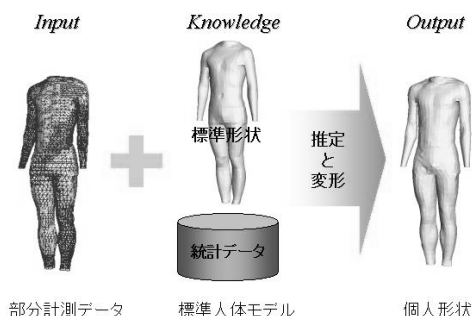 Input
Knowledge
Output
標準形状
推定
と
変形
統計データ
部分計測データ
標準人体モデル
個人形状